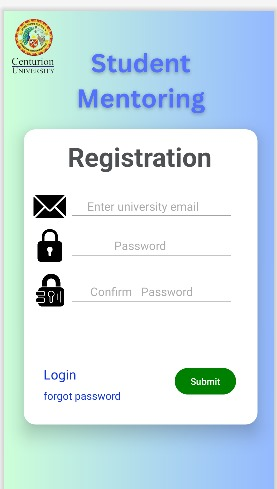 Centurion
UNIVERSITY
Student
Mentoring
Registration
Enter university email
Password
Confirm Password
Login
Submit
forgot password